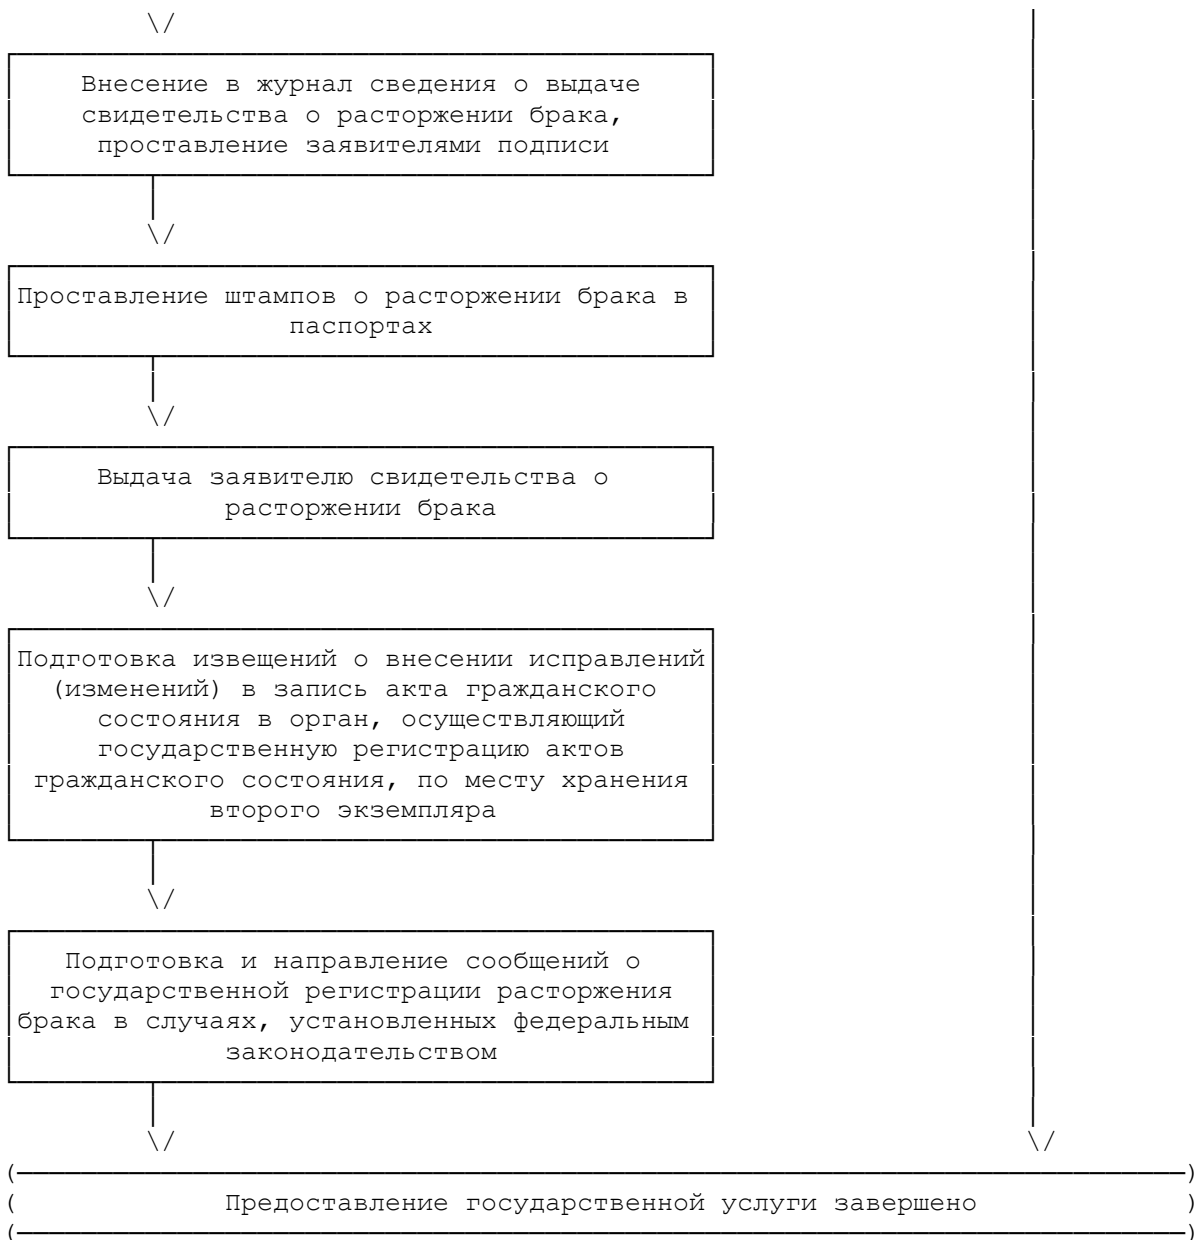 Внесение в журнал сведения о выдаче
свидетельства о расторжении брака,
проставление заявителями подписи
Проставление штампов о расторжении брака в
паспортах
Выдача заявителю свидетельства о
расторжении брака
Подготовка извещений о внесении исправлений
(изменений) в запись акта гражданского
состояния в орган, осуществляющий
государственную регистрацию актов
гражданского состояния, по месту хранения
второго экземпляра
Подготовка и направление сообщений о
государственной регистрации расторжения
брака в случаях, установленных федеральным
законодательством
Предоставление государственной услуги завершено